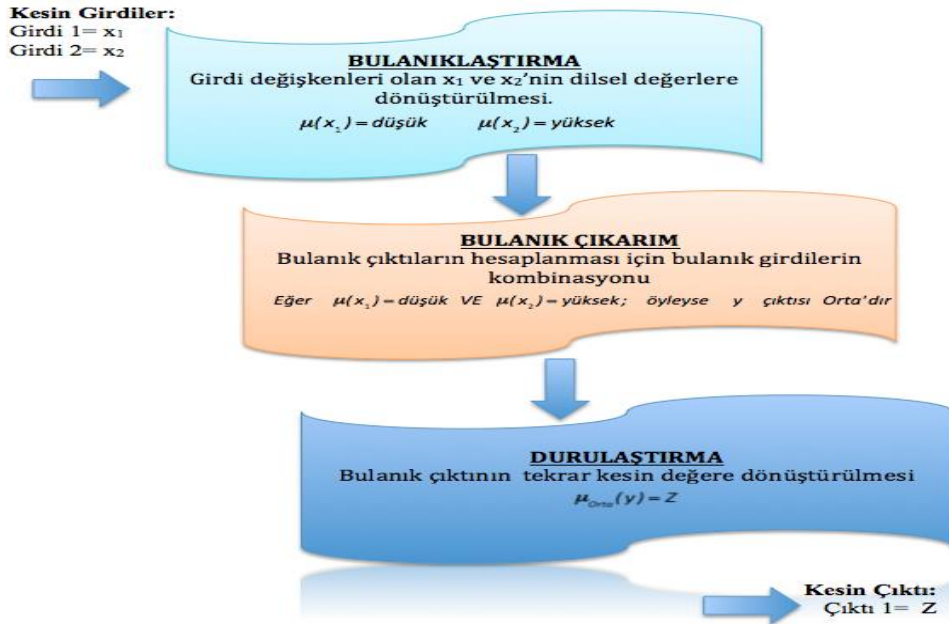 Kesin Girdiler:
Girdi 1= x₁
Girdi 2= x₂
BULANIKLAŞTIRMA
Girdi değişkenleri olan x₁ ve x₂'nin dilsel değerlere
dönüştürülmesi.
μ(x₁)=düşük μ(x₂)=yüksek
BULANIK ÇIKARIM
Bulanık çıktıların hesaplanması için bulanık girdilerin
kombinasyonu
Eğer μ(x₁)=düşük VE μ(x₂)=yüksek; öyleyse y çıktısı Orta'dır
DURULAŞTIRMA
Bulanık çıktının tekrar kesin değere dönüştürülmesi
μOrta(y)=Z
Kesin Çıktı:
Çıktı 1= Z